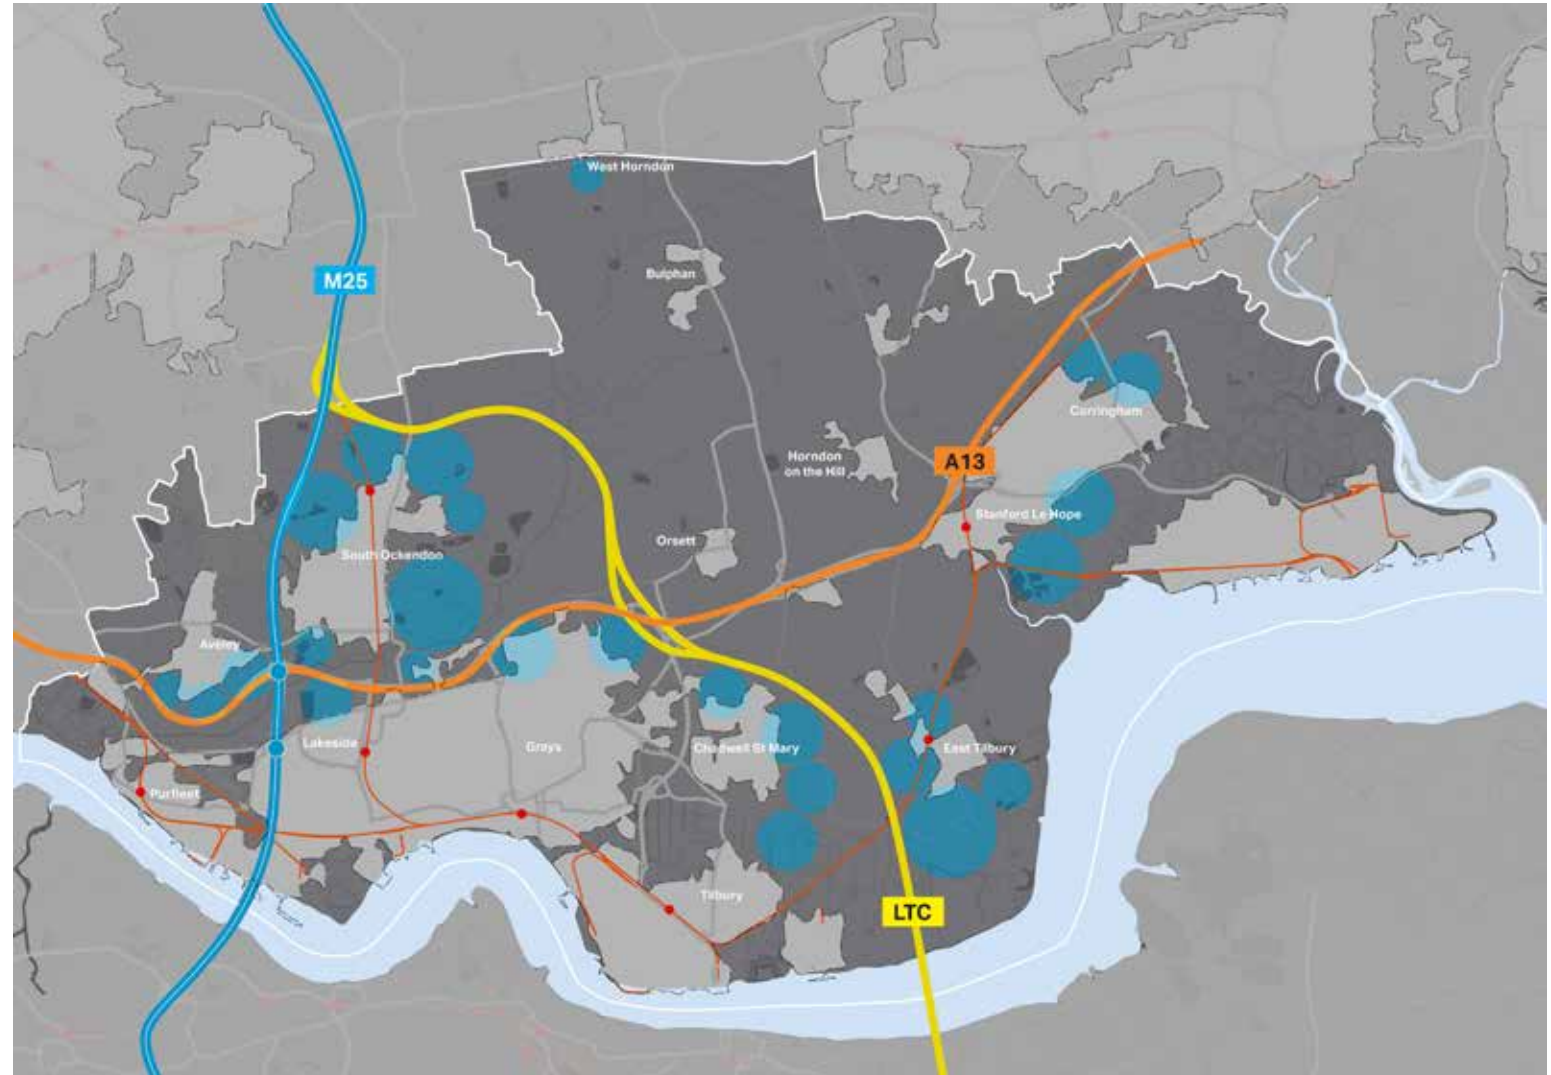 West Horndon
M25
Bulphan
Corringham
Horndon
on the Hill
A13
Stanford Le Hope
Orsett
South Ockendon
Aveley
Lakeside
Grays
Chadwell St Mary
East Tilbury
Purfleet
Tilbury
LTC